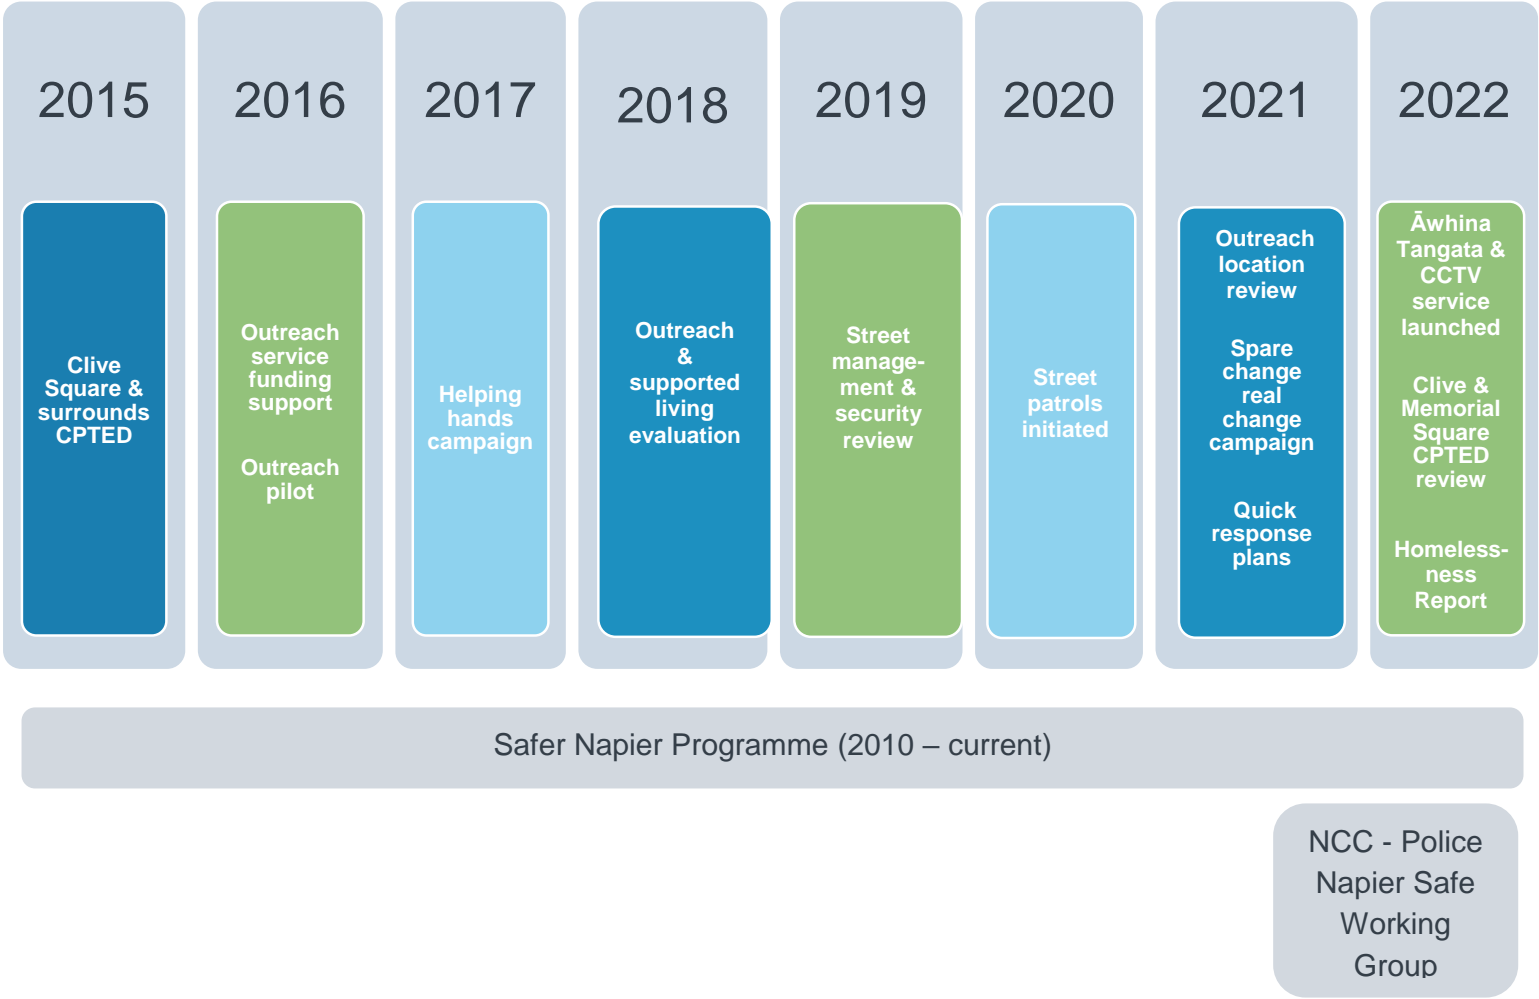 2015
Clive
Square &
surrounds
CPTED
2016
Outreach
service
funding
support
Outreach
pilot
2017
Helping
hands
campaign
2018
Outreach
&
supported
living
evaluation
2019
Street
manage-
ment &
security
review
2020
Street
patrols
initiated
2021
Outreach
location
review
Spare
change
real
change
campaign
Quick
response
plans
2022
Āwhina
Tangata &
CCTV
service
launched
Clive &
Memorial
Square
CPTED
review
Homeless-
ness
Report
Safer Napier Programme (2010 – current)
NCC - Police
Napier Safe
Working
Group